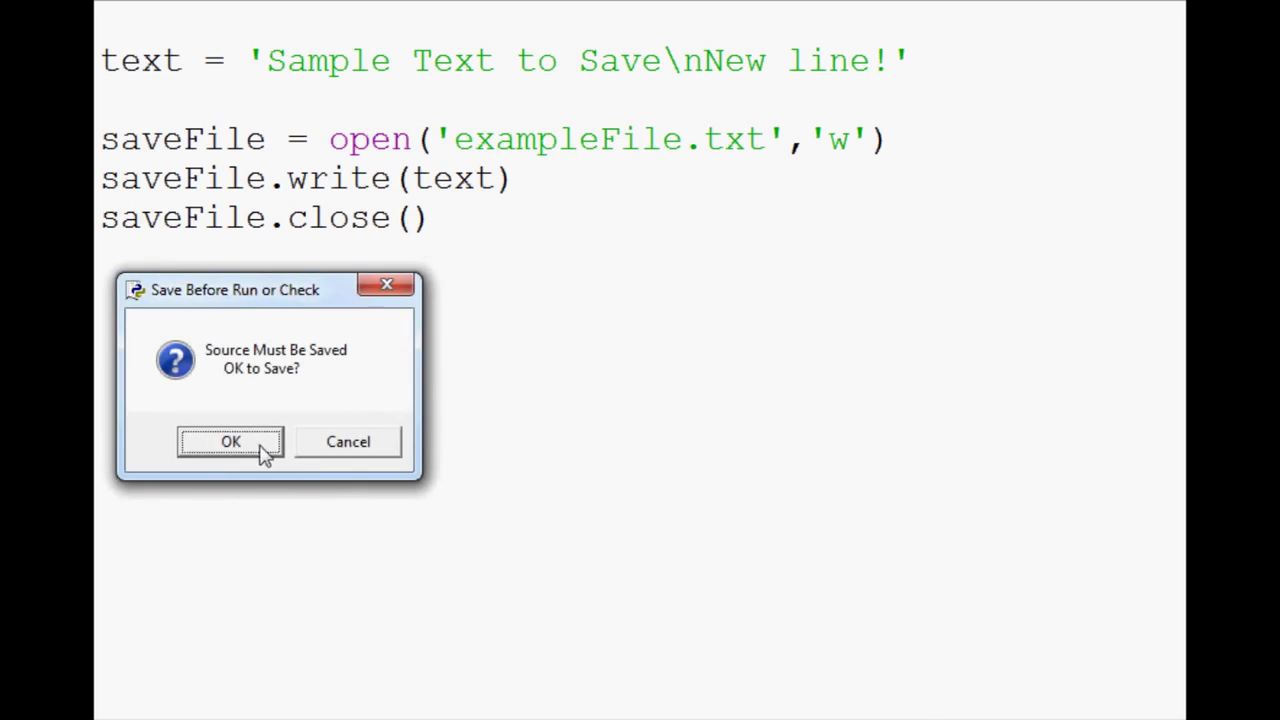 text = 'Sample Text to Save\nNew line!'
saveFile = open('exampleFile.txt','w')
saveFile.write(text)
saveFile.close()
Save Before Run or Check
Source Must Be Saved
OK to Save?
OK Cancel